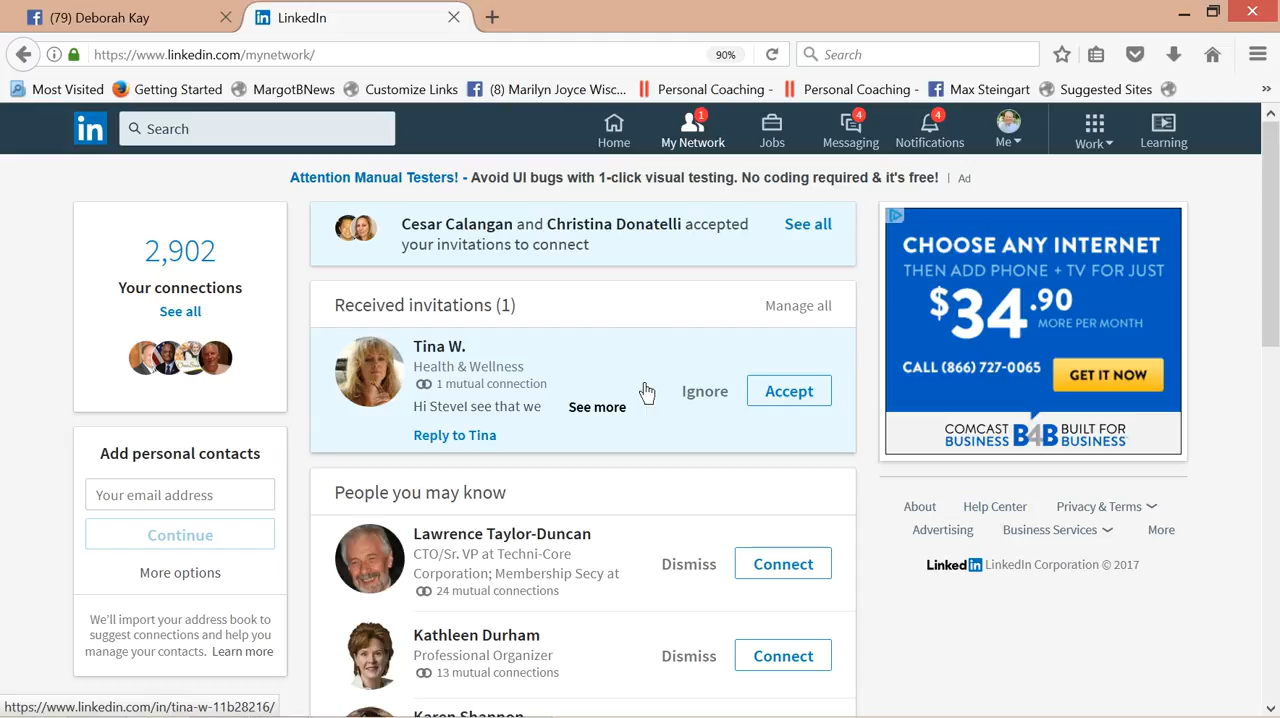 (79) Deborah Kay
LinkedIn
https://www.linkedin.com/mynetwork/
90%
Search
Most Visited
Getting Started
MargotBNews
Customize Links
(8) Marilyn Joyce Wisc...
Personal Coaching -
Personal Coaching -
Max Steingart
Suggested Sites
in
Search
Home
1
My Network
Jobs
4
Messaging
4
Notifications
Me
Work
Learning
Attention Manual Testers! - Avoid UI bugs with 1-click visual testing. No coding required & it's free! | Ad
2,902
Your connections
See all
Add personal contacts
Your email address
Continue
More options
We'll import your address book to
suggest connections and help you
manage your contacts. Learn more
Cesar Calangan and Christina Donatelli accepted
your invitations to connect
See all
Received invitations (1)
Manage all
Tina W.
Health & Wellness
1 mutual connection
Hi SteveI see that we
See more
Reply to Tina
Ignore
Accept
People you may know
Lawrence Taylor-Duncan
CTO/Sr. VP at Techni-Core
Corporation; Membership Secy at
24 mutual connections
Dismiss
Connect
Kathleen Durham
Professional Organizer
13 mutual connections
Dismiss
Connect
Karen Shannon
CHOOSE ANY INTERNET
THEN ADD PHONE + TV FOR JUST
$34.90
MORE PER MONTH
CALL (866) 727-0065
GET IT NOW
COMCAST
BUSINESS
B4B
BUILT FOR
BUSINESS™
About
Help Center
Privacy & Terms
Advertising
Business Services
More
Linked in LinkedIn Corporation © 2017
https://www.linkedin.com/in/tina-w-11b28216/